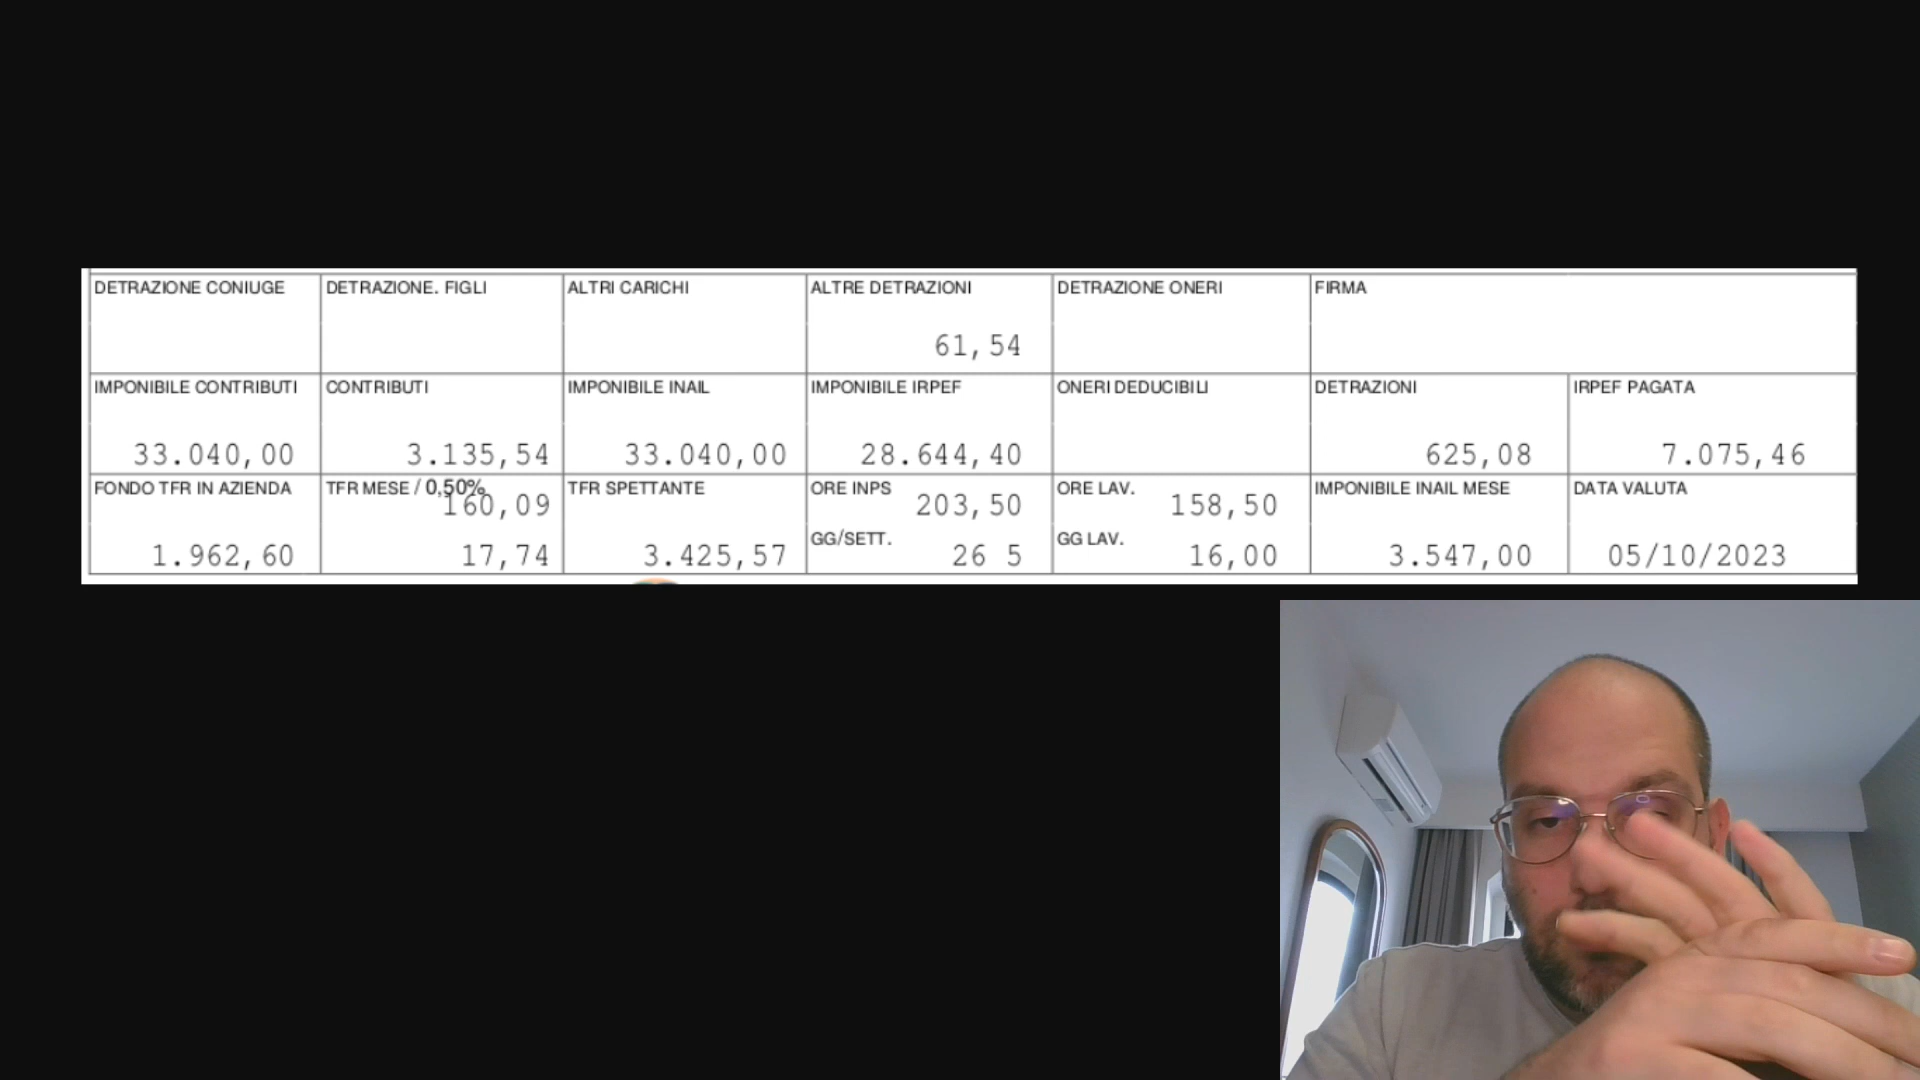 DETRAZIONE CONIUGE DETRAZIONE. FIGLI ALTRI CARICHI ALTRE DETRAZIONI DETRAZIONE ONERI FIRMA
61,54
IMPONIBILE CONTRIBUTI CONTRIBUTI IMPONIBILE INAIL IMPONIBILE IRPEF ONERI DEDUCIBILI DETRAZIONI IRPEF PAGATA
33.040,00 3.135,54 33.040,00 28.644,40 625,08 7.075,46
FONDO TFR IN AZIENDA TFR MESE / 0,50% TFR SPETTANTE ORE INPS ORE LAV. IMPONIBILE INAIL MESE DATA VALUTA
160,09 203,50 158,50
GG/SETT. GG LAV.
1.962,60 17,74 3.425,57 26 5 16,00 3.547,00 05/10/2023